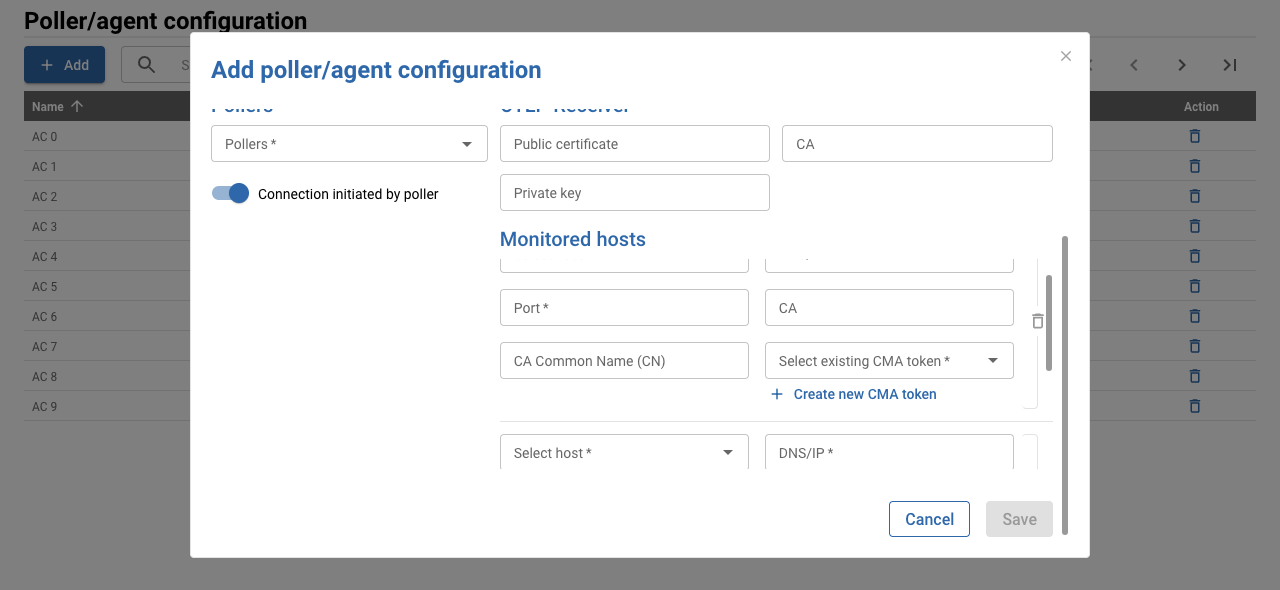 Poller/agent configuration
Add
Name
Action
AC 0
AC 1
AC 2
AC 3
AC 4
AC 5
AC 6
AC 7
AC 8
AC 9
Add poller/agent configuration
Pollers
Pollers *
Connection initiated by poller
Public certificate
CA
Private key
Monitored hosts
Port *
CA
CA Common Name (CN)
Select existing CMA token *
Create new CMA token
Select host *
DNS/IP *
Cancel
Save